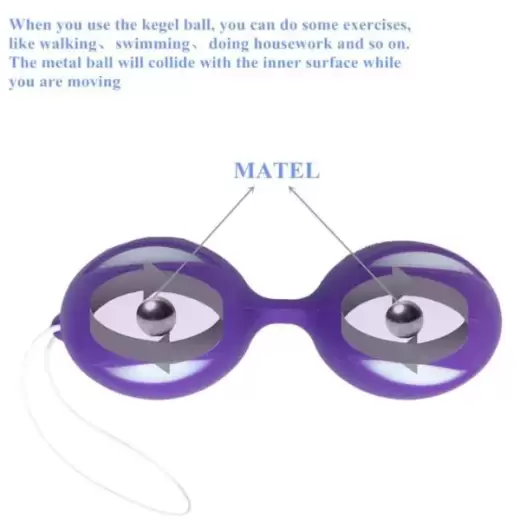 When you use the kegel ball, you can do some exercises,
like walking、swimming、doing housework and so on.
The metal ball will collide with the inner surface while
you are moving
MATEL